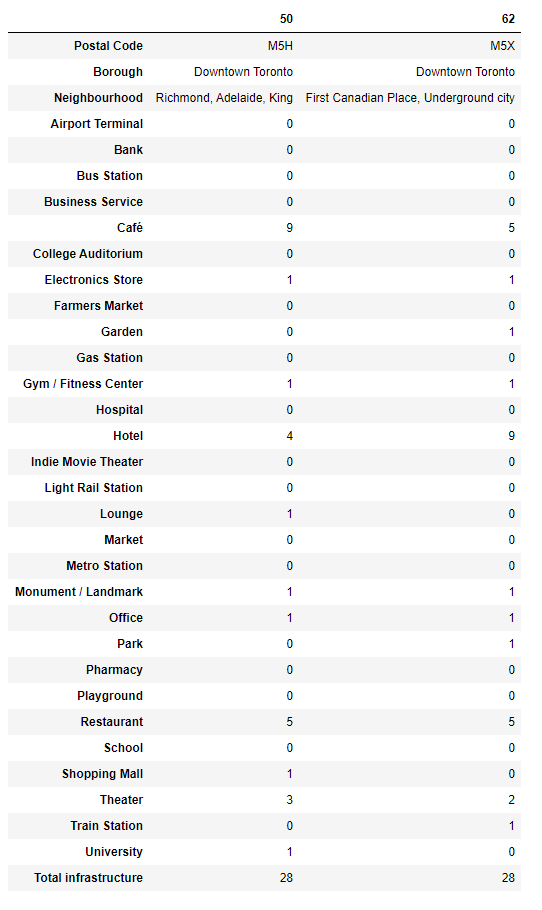 50 62
Postal Code M5H M5X
Borough Downtown Toronto Downtown Toronto
Neighbourhood Richmond, Adelaide, King First Canadian Place, Underground city
Airport Terminal 0 0
Bank 0 0
Bus Station 0 0
Business Service 0 0
Café 9 5
College Auditorium 0 0
Electronics Store 1 1
Farmers Market 0 0
Garden 0 1
Gas Station 0 0
Gym / Fitness Center 1 1
Hospital 0 0
Hotel 4 9
Indie Movie Theater 0 0
Light Rail Station 0 0
Lounge 1 0
Market 0 0
Metro Station 0 0
Monument / Landmark 1 1
Office 1 1
Park 0 1
Pharmacy 0 0
Playground 0 0
Restaurant 5 5
School 0 0
Shopping Mall 1 0
Theater 3 2
Train Station 0 1
University 1 0
Total infrastructure 28 28